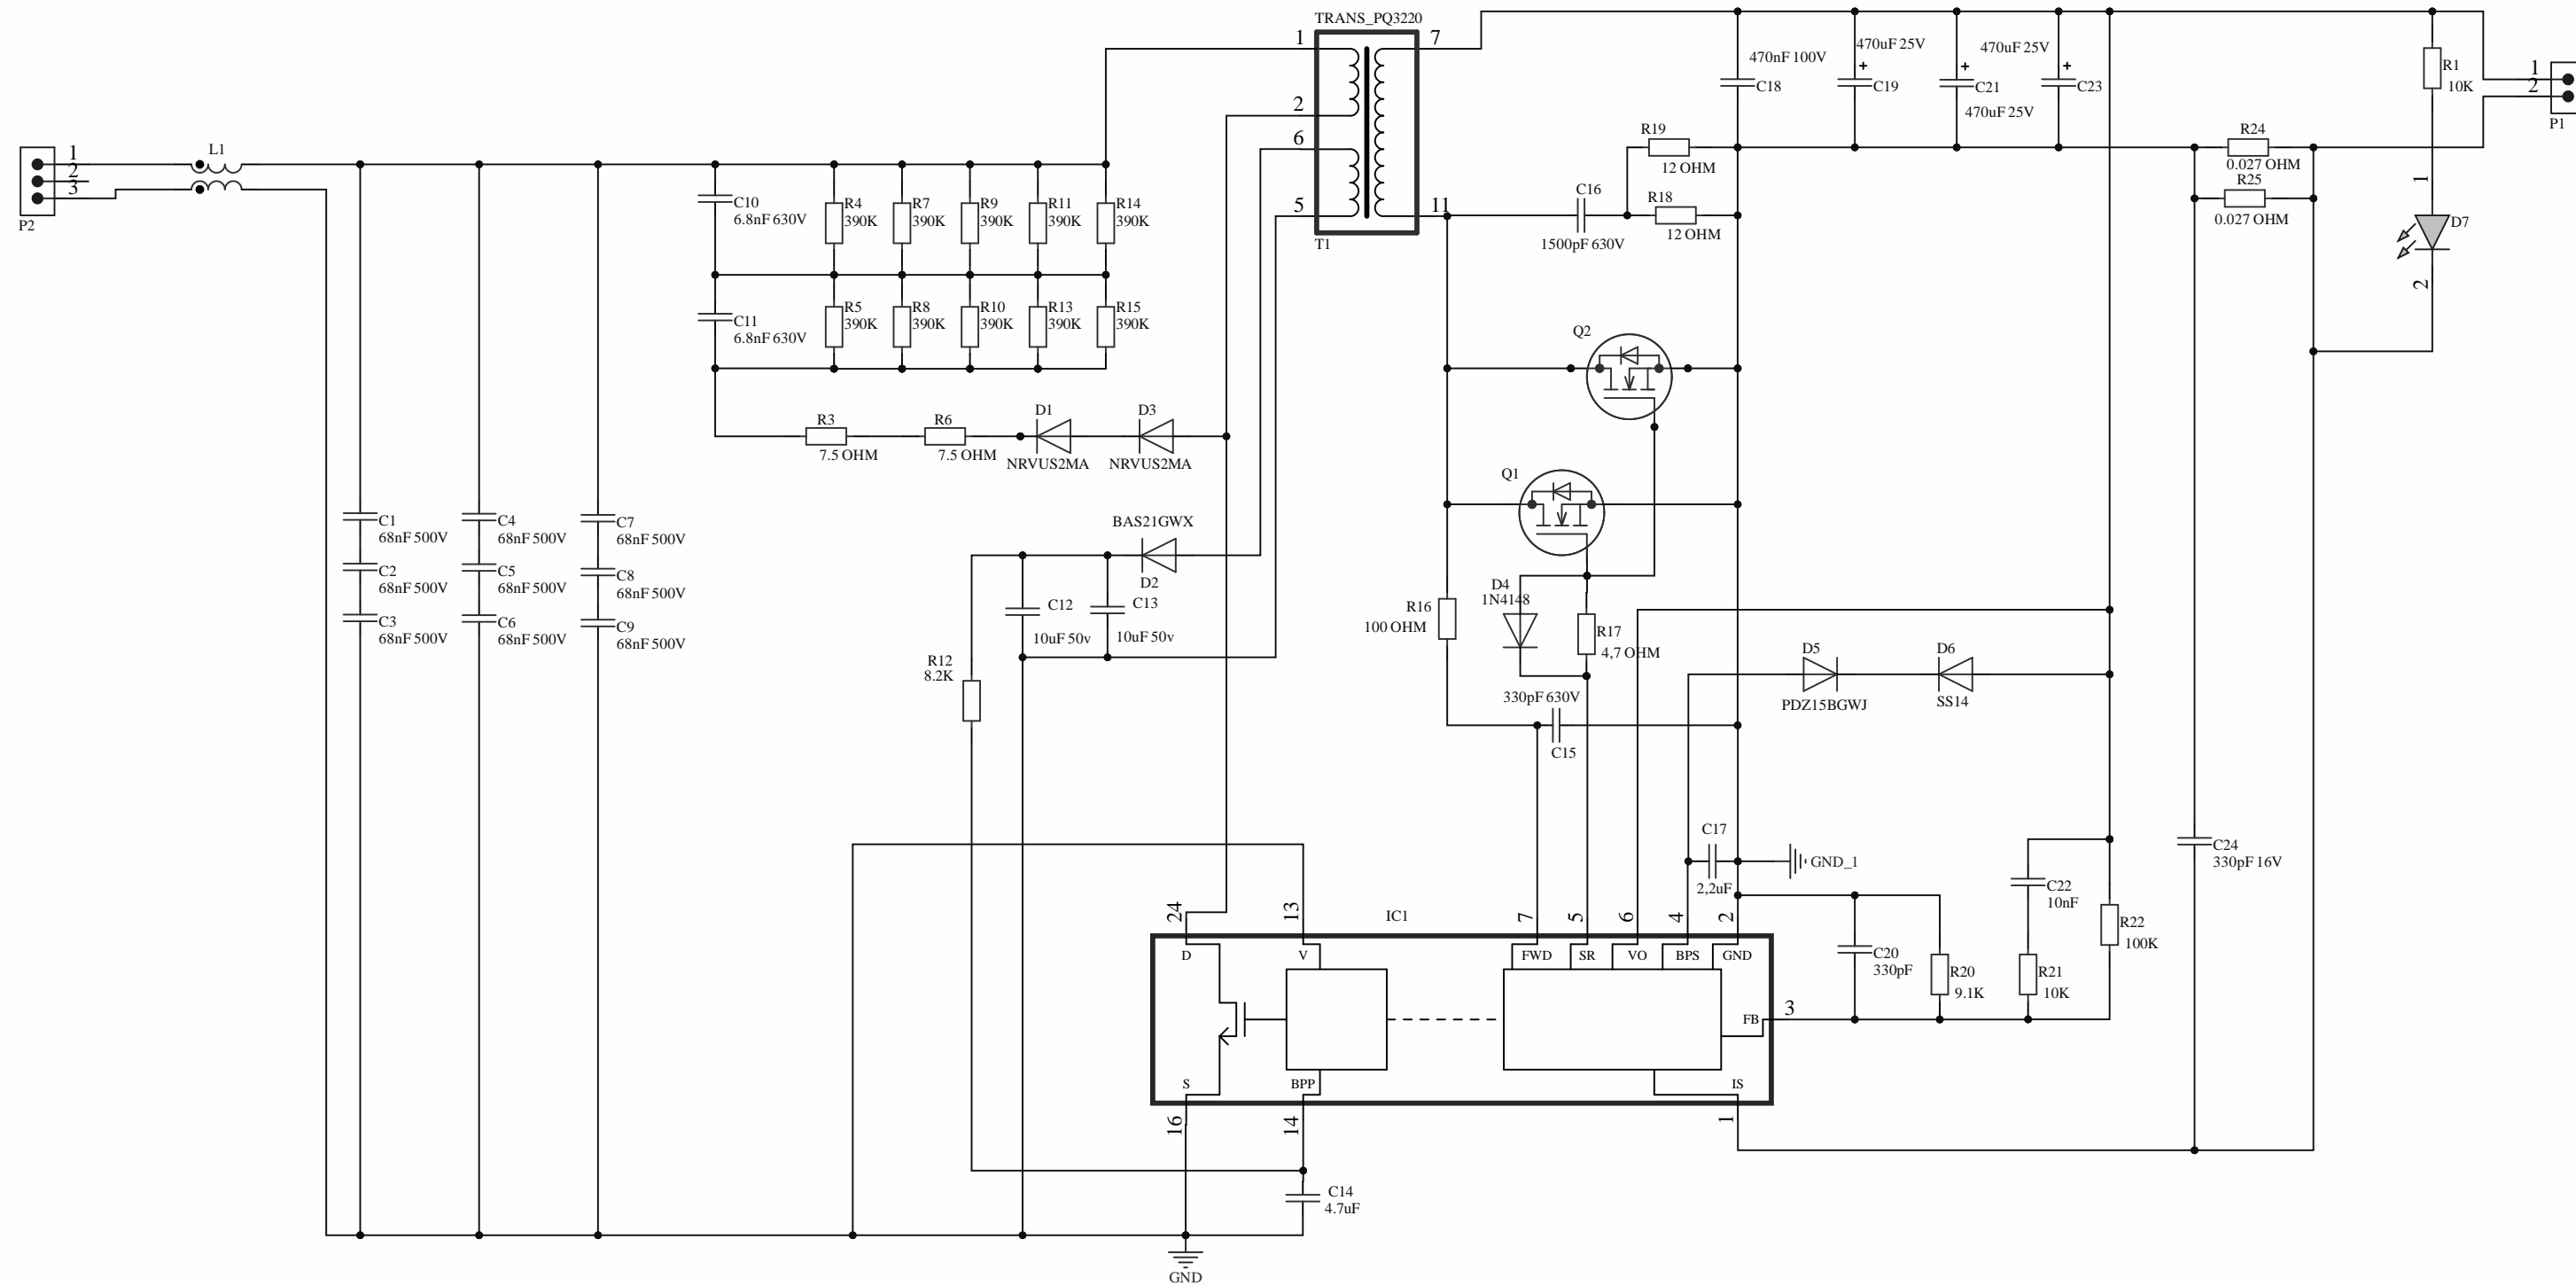 TRANS_PQ3220
1
7
2
6
5
11
T1
P2
1
2
3
L1
C10
6.8nF 630V
R4
390K
R7
390K
R9
390K
R11
390K
R14
390K
C11
6.8nF 630V
R5
390K
R8
390K
R10
390K
R13
390K
R15
390K
R3
7.5 OHM
R6
7.5 OHM
D1
NRVUS2MA
D3
NRVUS2MA
C1
68nF 500V
C2
68nF 500V
C3
68nF 500V
C4
68nF 500V
C5
68nF 500V
C6
68nF 500V
C7
68nF 500V
C8
68nF 500V
C9
68nF 500V
BAS21GWX
D2
C12
10uF 50v
C13
10uF 50v
R12
8.2K
470nF 100V
C18
470uF 25V
+
C19
470uF 25V
+
C21
470uF 25V
+
C23
R1
10K
1
2
P1
R19
12 OHM
C16
1500pF 630V
R18
12 OHM
R24
0.027 OHM
R25
0.027 OHM
1
D7
2
Q2
Q1
D4
1N4148
R16
100 OHM
R17
4,7 OHM
330pF 630V
C15
D5
PDZ15BGWJ
D6
SS14
C17
2,2uF
GND_1
C24
330pF 16V
C22
10nF
R22
100K
C20
330pF
R20
9.1K
R21
10K
IC1
24
13
7
5
6
4
2
D
V
FWD
SR
VO
BPS
GND
FB
3
S
BPP
IS
16
14
1
C14
4.7uF
GND